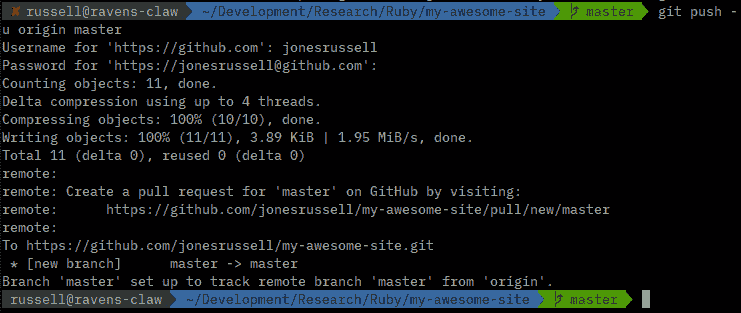 ✘ russell@ravens-claw ~/Development/Research/Ruby/my-awesome-site master git push -
u origin master
Username for 'https://github.com': jonesrussell
Password for 'https://jonesrussell@github.com':
Counting objects: 11, done.
Delta compression using up to 4 threads.
Compressing objects: 100% (10/10), done.
Writing objects: 100% (11/11), 3.89 KiB | 1.95 MiB/s, done.
Total 11 (delta 0), reused 0 (delta 0)
remote:
remote: Create a pull request for 'master' on GitHub by visiting:
remote:      https://github.com/jonesrussell/my-awesome-site/pull/new/master
remote:
To https://github.com/jonesrussell/my-awesome-site.git
 * [new branch]      master -> master
Branch 'master' set up to track remote branch 'master' from 'origin'.
russell@ravens-claw ~/Development/Research/Ruby/my-awesome-site master